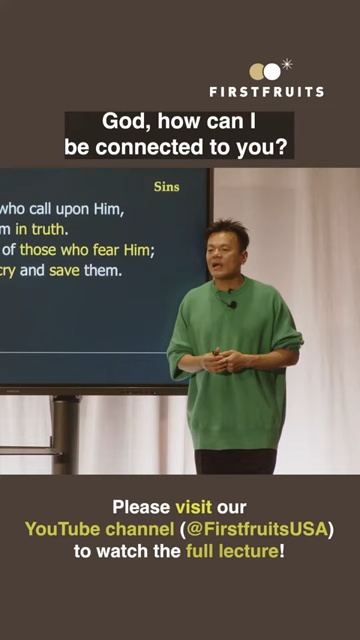 FIRSTFRUITS
God, how can I
be connected to you?
Sins
who call upon Him,
in truth.
of those who fear Him;
cry and save them.
Please visit our
YouTube channel (@FirstfruitsUSA)
to watch the full lecture!